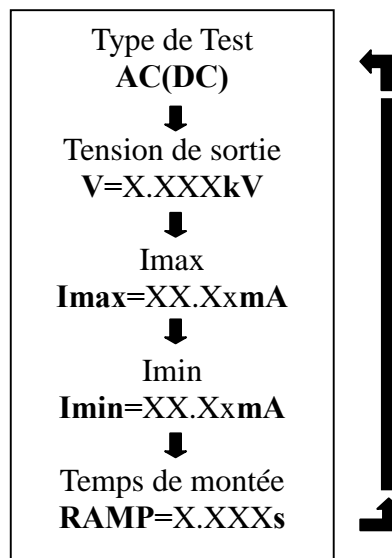 Type de Test
AC(DC)
Tension de sortie
V=X.XXXkV
Imax
Imax=XX.XxmA
Imin
Imin=XX.XxmA
Temps de montée
RAMP=X.XXXs